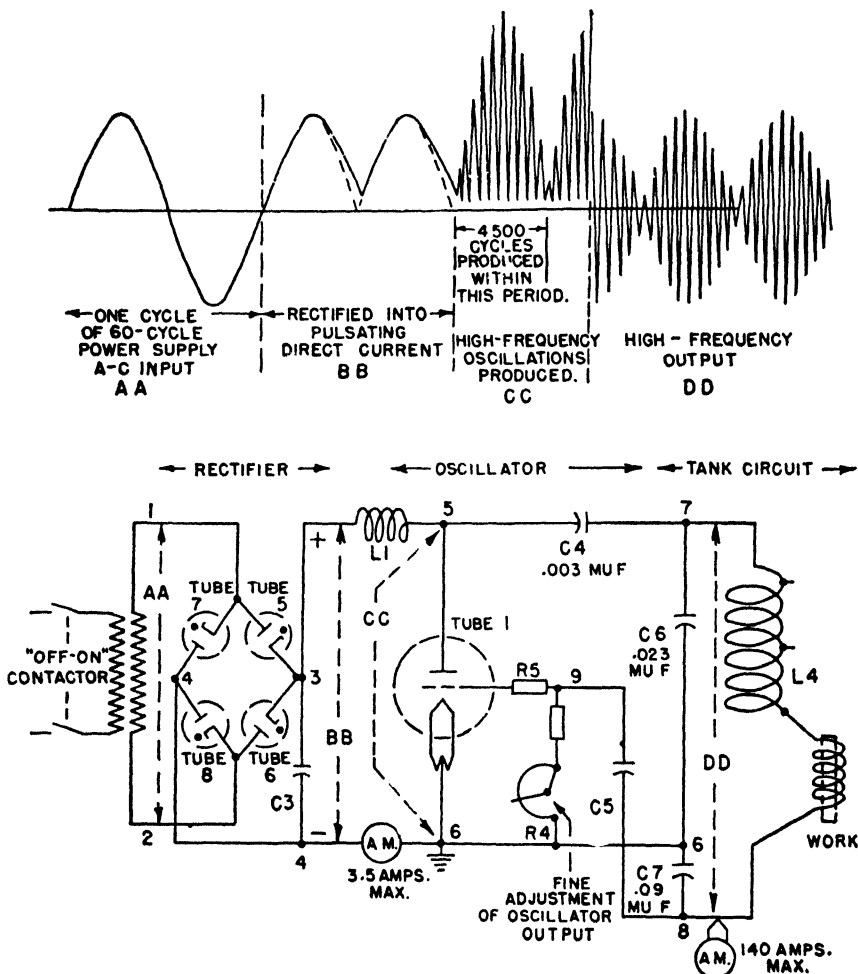 4500
CYCLES
PRODUCED
WITHIN
THIS PERIOD.
ONE CYCLE
OF 60-CYCLE
POWER SUPPLY
A-C INPUT
AA
RECTIFIED INTO
PULSATING
DIRECT CURRENT
BB
HIGH-FREQUENCY
OSCILLATIONS
PRODUCED.
CC
HIGH-FREQUENCY
OUTPUT
DD
RECTIFIER
OSCILLATOR
TANK CIRCUIT
1
AA
TUBE
7
TUBE
5
"OFF-ON"
CONTACTOR
4
3
TUBE
8
TUBE
6
C3
2
4
+
BB
-
L1
5
CC
TUBE 1
C4
.003 MUF
7
R5
9
C6
.023
MUF
L4
DD
C5
R4
A.M.
3.5 AMPS.
MAX.
6
FINE
ADJUSTMENT
OF OSCILLATOR
OUTPUT
6
C7
.09
MUF
8
WORK
A.M.
140 AMPS.
MAX.